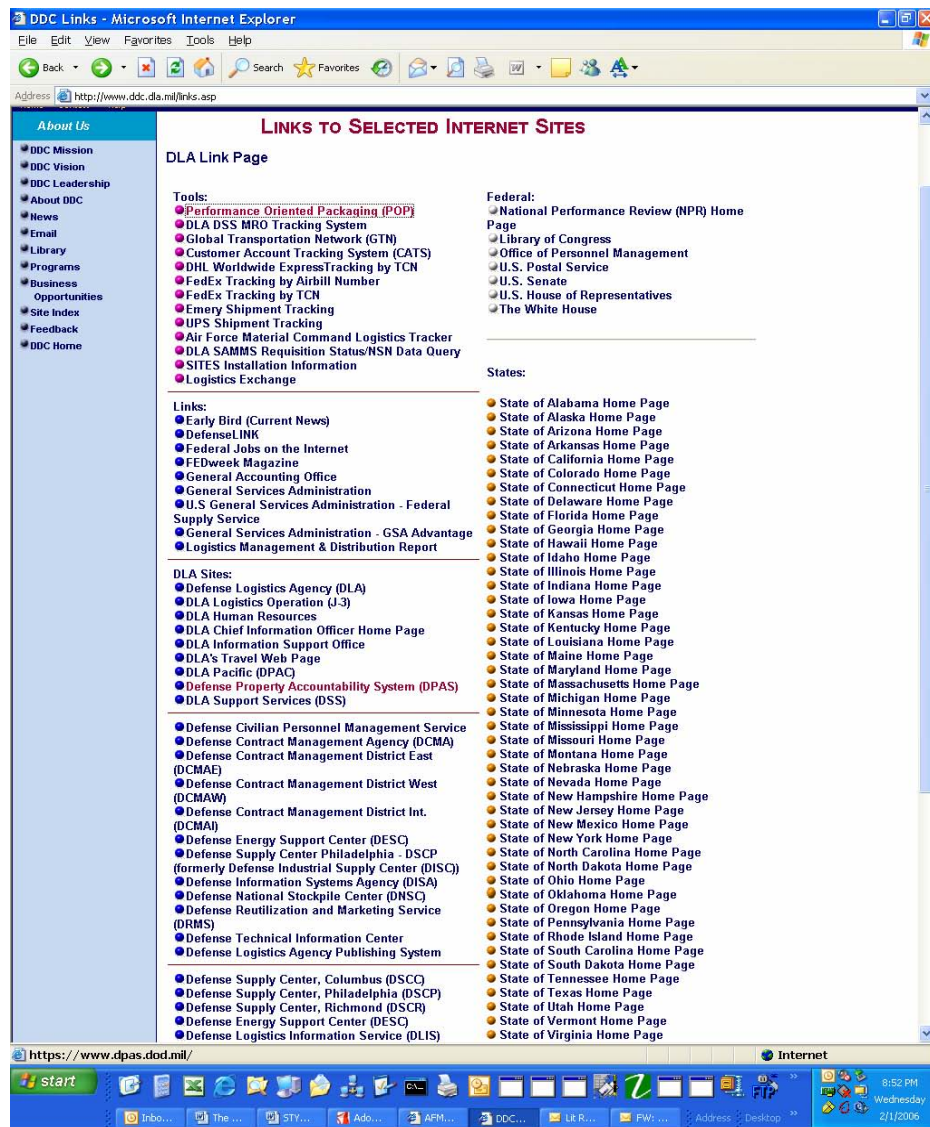 DDC Links - Microsoft Internet Explorer
File Edit View Favorites Tools Help
Back Search Favorites
Address http://www.ddc.dla.mil/links.asp
About Us
DDC Mission
DDC Vision
DDC Leadership
About DDC
News
Email
Library
Programs
Business
Opportunities
Site Index
Feedback
DDC Home
LINKS TO SELECTED INTERNET SITES
DLA Link Page
Tools:
Performance Oriented Packaging (POP)
DLA DSS MRO Tracking System
Global Transportation Network (GTN)
Customer Account Tracking System (CATS)
DHL Worldwide ExpressTracking by TCN
FedEx Tracking by Airbill Number
FedEx Tracking by TCN
Emery Shipment Tracking
UPS Shipment Tracking
Air Force Material Command Logistics Tracker
DLA SAMMS Requisition Status/NSN Data Query
SITES Installation Information
Logistics Exchange
Links:
Early Bird (Current News)
DefenseLINK
Federal Jobs on the Internet
FEDweek Magazine
General Accounting Office
General Services Administration
U.S General Services Administration - Federal
Supply Service
General Services Administration - GSA Advantage
Logistics Management & Distribution Report
DLA Sites:
Defense Logistics Agency (DLA)
DLA Logistics Operation (J-3)
DLA Human Resources
DLA Chief Information Officer Home Page
DLA Information Support Office
DLA's Travel Web Page
DLA Pacific (DPAC)
Defense Property Accountability System (DPAS)
DLA Support Services (DSS)
Defense Civilian Personnel Management Service
Defense Contract Management Agency (DCMA)
Defense Contract Management District East
(DCMAE)
Defense Contract Management District West
(DCMAW)
Defense Contract Management District Int.
(DCMAI)
Defense Energy Support Center (DESC)
Defense Supply Center Philadelphia - DSCP
(formerly Defense Industrial Supply Center (DISC))
Defense Information Systems Agency (DISA)
Defense National Stockpile Center (DNSC)
Defense Reutilization and Marketing Service
(DRMS)
Defense Technical Information Center
Defense Logistics Agency Publishing System
Defense Supply Center, Columbus (DSCC)
Defense Supply Center, Philadelphia (DSCP)
Defense Supply Center, Richmond (DSCR)
Defense Energy Support Center (DESC)
Defense Logistics Information Service (DLIS)
Federal:
National Performance Review (NPR) Home
Page
Library of Congress
Office of Personnel Management
U.S. Postal Service
U.S. Senate
U.S. House of Representatives
The White House
States:
State of Alabama Home Page
State of Alaska Home Page
State of Arizona Home Page
State of Arkansas Home Page
State of California Home Page
State of Colorado Home Page
State of Connecticut Home Page
State of Delaware Home Page
State of Florida Home Page
State of Georgia Home Page
State of Hawaii Home Page
State of Idaho Home Page
State of Illinois Home Page
State of Indiana Home Page
State of Iowa Home Page
State of Kansas Home Page
State of Kentucky Home Page
State of Louisiana Home Page
State of Maine Home Page
State of Maryland Home Page
State of Massachusetts Home Page
State of Michigan Home Page
State of Minnesota Home Page
State of Mississippi Home Page
State of Missouri Home Page
State of Montana Home Page
State of Nebraska Home Page
State of Nevada Home Page
State of New Hampshire Home Page
State of New Jersey Home Page
State of New Mexico Home Page
State of New York Home Page
State of North Carolina Home Page
State of North Dakota Home Page
State of Ohio Home Page
State of Oklahoma Home Page
State of Oregon Home Page
State of Pennsylvania Home Page
State of Rhode Island Home Page
State of South Carolina Home Page
State of South Dakota Home Page
State of Tennessee Home Page
State of Texas Home Page
State of Utah Home Page
State of Vermont Home Page
State of Virginia Home Page
https://www.dpas.dod.mil/ Internet
start
FTP
Inbo... The ... STY... Ado... AFM... DDC... Lit R... FW: ... Address Desktop
8:52 PM
Wednesday
2/1/2006